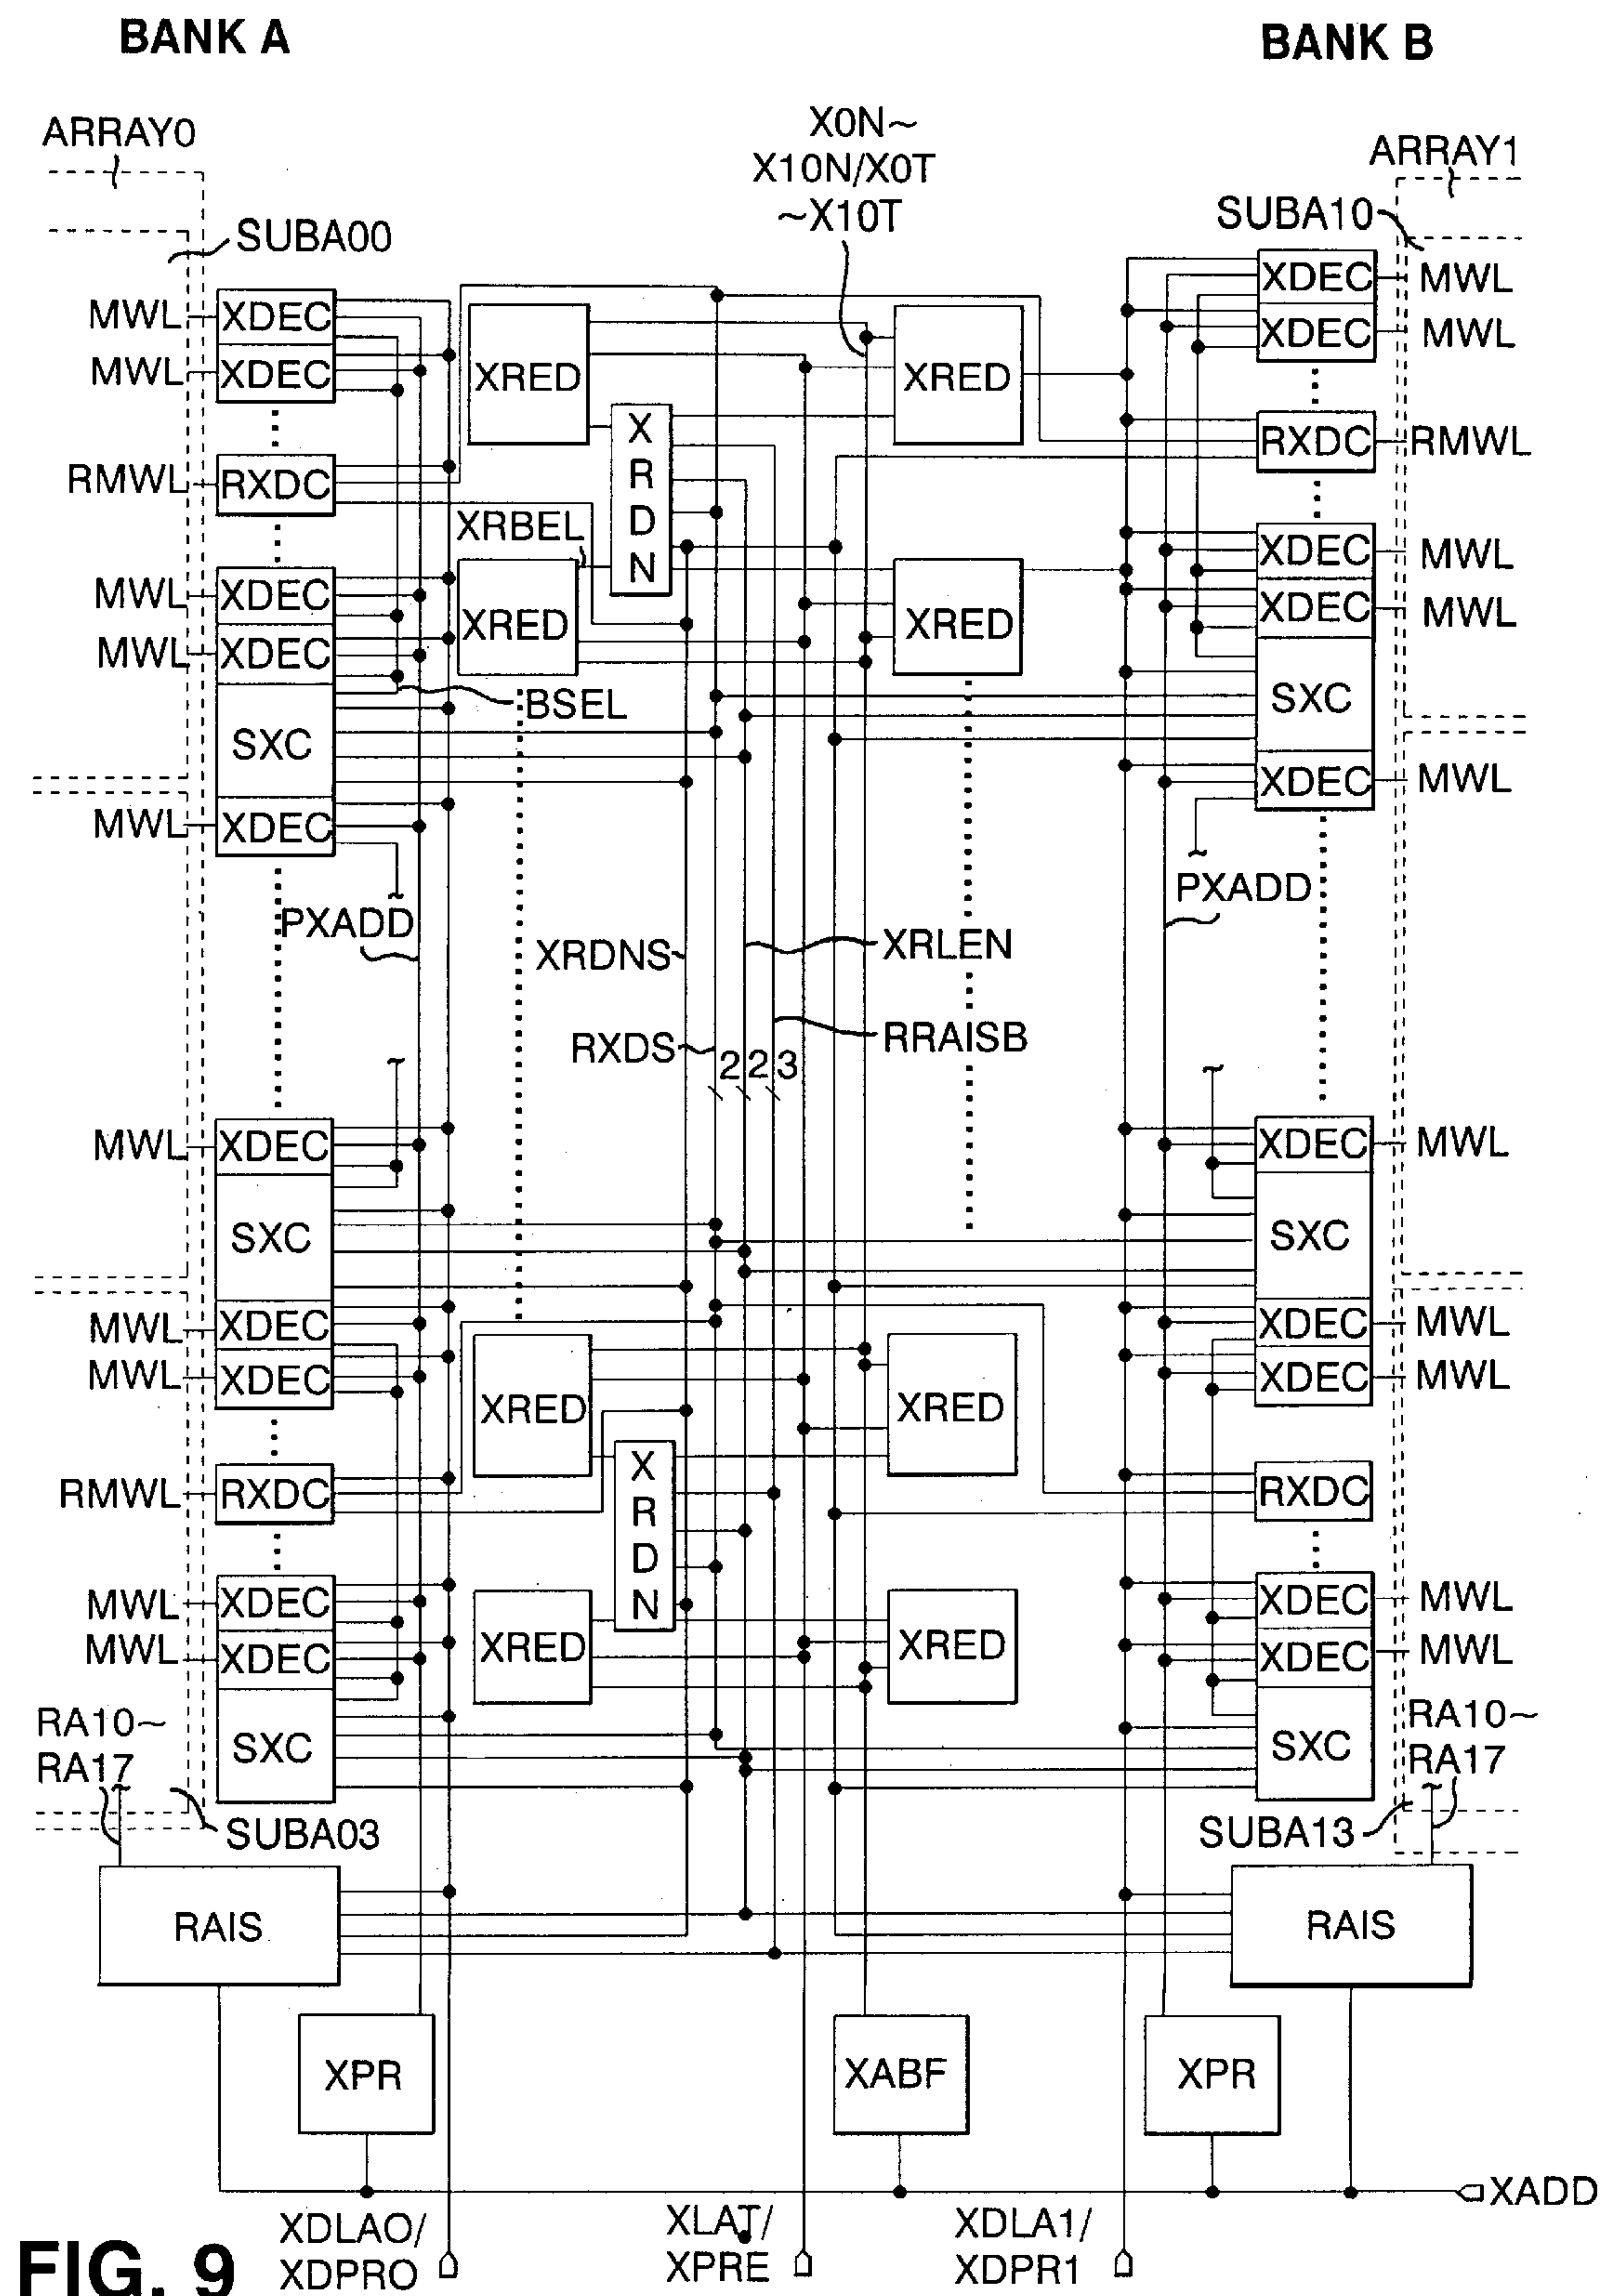 BANK A
BANK B
ARRAY0
X0N~
X10N/X0T
~X10T
ARRAY1
SUBA00
SUBA10
MWL
XDEC
XDEC
MWL
MWL
XDEC
XDEC
MWL
XRED
XRED
RMWL
RXDC
X
R
D
N
RXDC
RMWL
XRBEL
MWL
XDEC
XDEC
MWL
MWL
XDEC
XRED
XRED
XDEC
MWL
BSEL
SXC
SXC
MWL
XDEC
XDEC
MWL
PXADD
PXADD
XRDNS
XRLEN
RXDS
2
2
3
RRAISB
MWL
XDEC
XDEC
MWL
SXC
SXC
MWL
XDEC
XDEC
MWL
MWL
XDEC
XDEC
MWL
XRED
XRED
RMWL
RXDC
X
R
D
N
RXDC
MWL
XDEC
XDEC
MWL
MWL
XDEC
XRED
XRED
XDEC
MWL
RA10~
RA17
SXC
SXC
RA10~
RA17
SUBA03
SUBA13
RAIS
RAIS
XPR
XABF
XPR
XADD
XDLA0/
XDPR0
XLAT/
XPRE
XDLA1/
XDPR1
FIG. 9